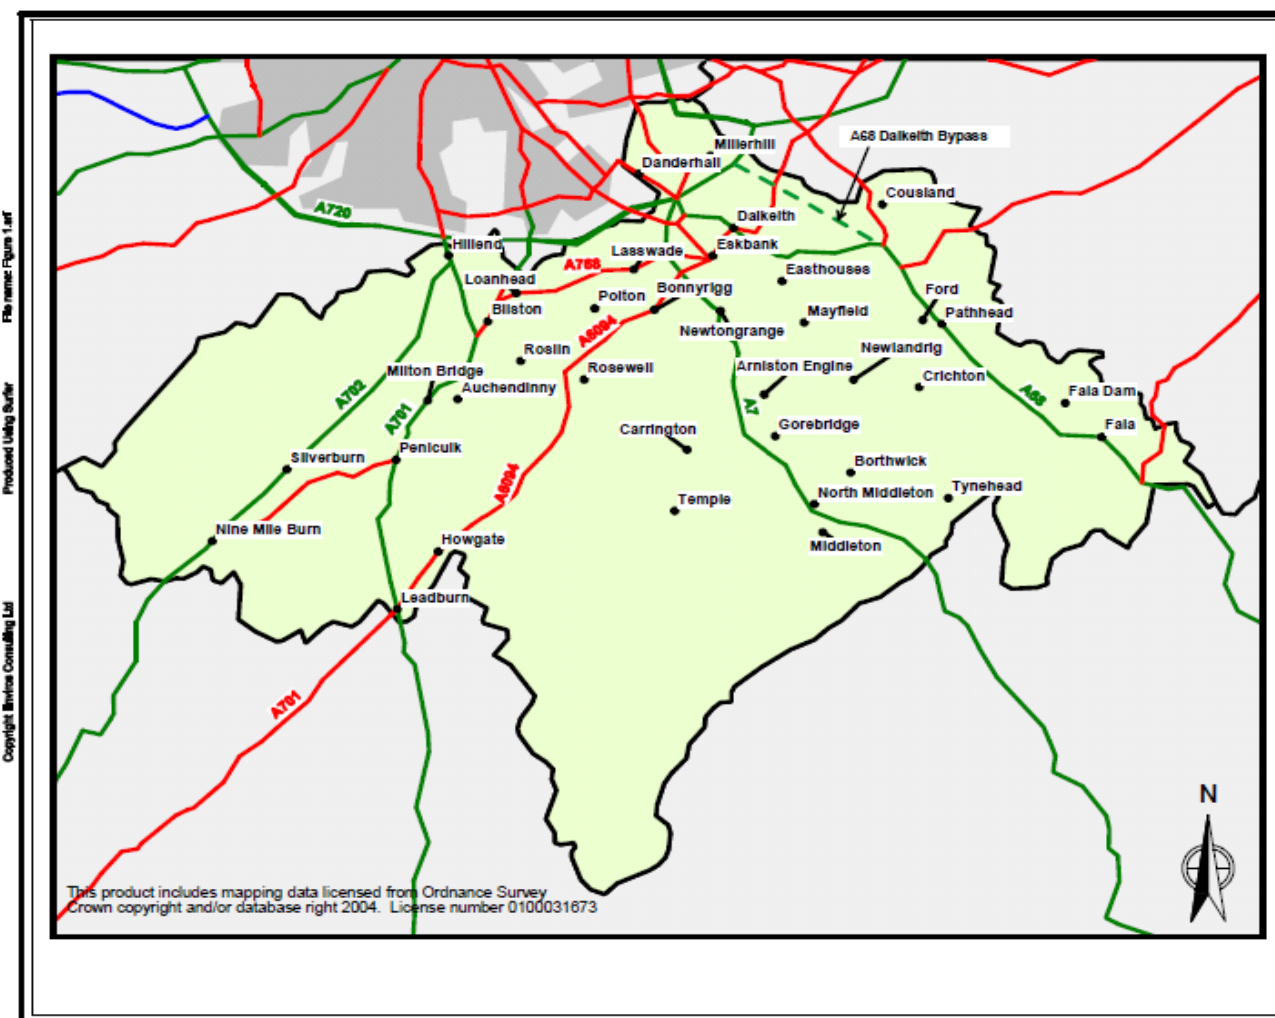 A68 Dalkeith Bypass
Millerhill
Danderhall
Cousland
A720
Dalkeith
Hillend
Eskbank
Lasswade
A768
Easthouses
Loanhead
Polton
Bonnyrigg
Ford
Bilston
Mayfield
Pathhead
A6094
Newtongrange
Roslin
Newlandrig
Milton Bridge
Rosewell
Arniston Engine
Crichton
A702
Auchendinny
A68
Fala Dam
A701
A7
Carrington
Gorebridge
Fala
Penicuik
Silverburn
Borthwick
A6094
Temple
North Middleton
Tynehead
Nine Mile Burn
Howgate
Middleton
Leadburn
A701
N
This product includes mapping data licensed from Ordnance Survey
Crown copyright and/or database right 2004. License number 0100031673
File name: Figure 1.srf
Produced Using Surfer
Copyright Enviros Consulting Ltd